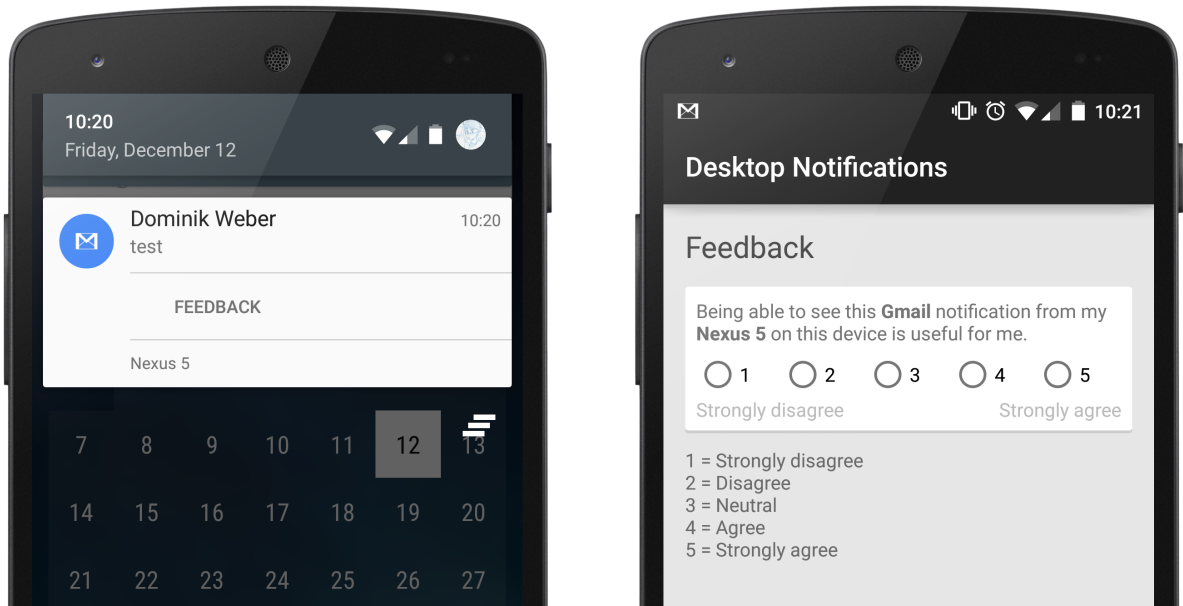 10:20
Friday, December 12
Dominik Weber
10:20
test
FEEDBACK
Nexus 5
7 8 9 10 11 12 13
14 15 16 17 18 19 20
21 22 23 24 25 26 27
10:21
Desktop Notifications
Feedback
Being able to see this Gmail notification from my
Nexus 5 on this device is useful for me.
1 2 3 4 5
Strongly disagree Strongly agree
1 = Strongly disagree
2 = Disagree
3 = Neutral
4 = Agree
5 = Strongly agree